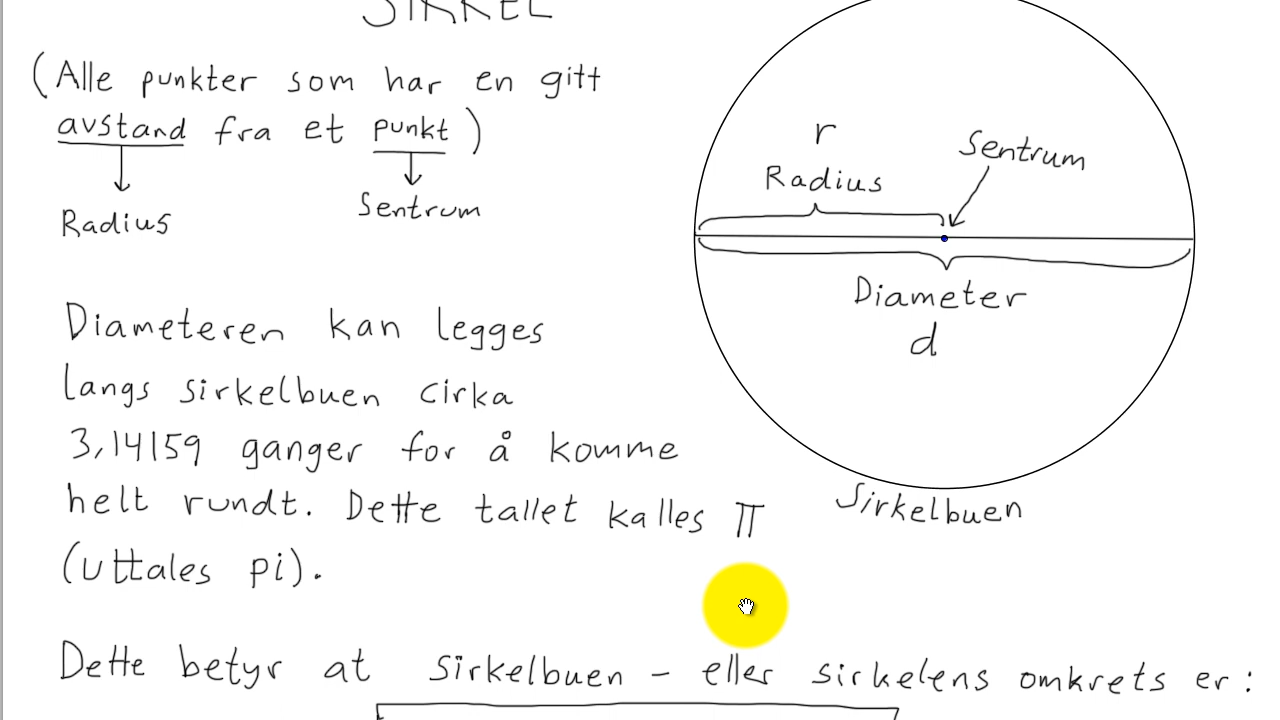 SIRKEL
(Alle punkter som har en gitt
avstand fra et punkt)
Radius
Sentrum
Diameteren kan legges
langs sirkelbuen cirka
3,14159 ganger for å komme
helt rundt. Dette tallet kalles π
(uttales pi).
Dette betyr at sirkelbuen - eller sirkelens omkrets er:
r
Radius
Sentrum
Diameter
d
Sirkelbuen